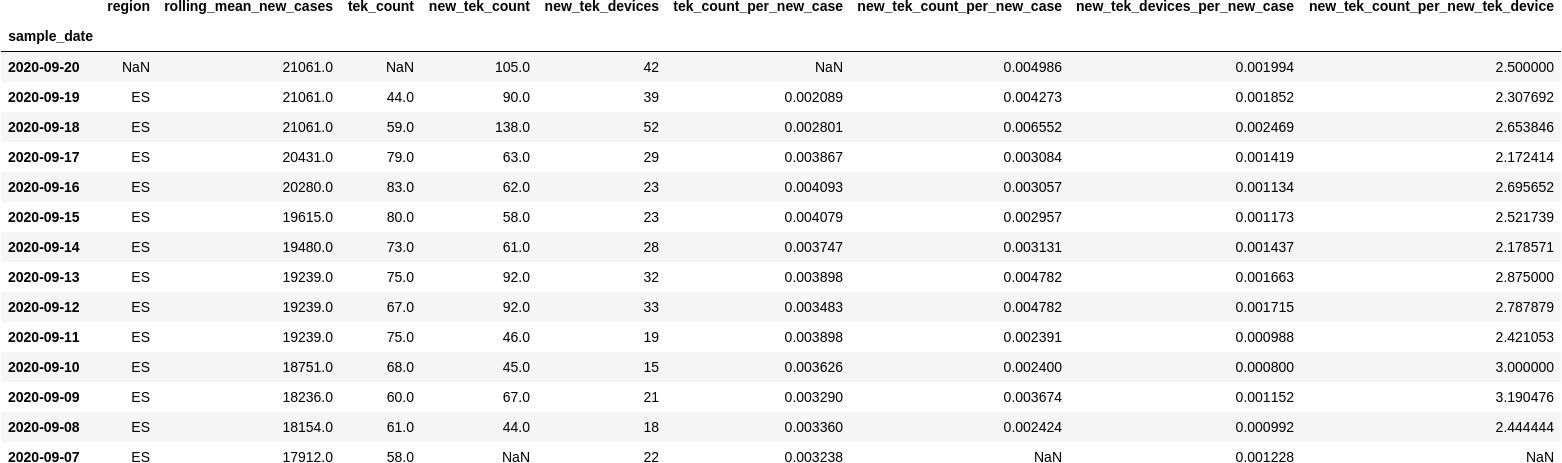 region rolling_mean_new_cases tek_count new_tek_count new_tek_devices tek_count_per_new_case new_tek_count_per_new_case new_tek_devices_per_new_case new_tek_count_per_new_tek_device
sample_date
2020-09-20 NaN 21061.0 NaN 105.0 42 NaN 0.004986 0.001994 2.500000
2020-09-19 ES 21061.0 44.0 90.0 39 0.002089 0.004273 0.001852 2.307692
2020-09-18 ES 21061.0 59.0 138.0 52 0.002801 0.006552 0.002469 2.653846
2020-09-17 ES 20431.0 79.0 63.0 29 0.003867 0.003084 0.001419 2.172414
2020-09-16 ES 20280.0 83.0 62.0 23 0.004093 0.003057 0.001134 2.695652
2020-09-15 ES 19615.0 80.0 58.0 23 0.004079 0.002957 0.001173 2.521739
2020-09-14 ES 19480.0 73.0 61.0 28 0.003747 0.003131 0.001437 2.178571
2020-09-13 ES 19239.0 75.0 92.0 32 0.003898 0.004782 0.001663 2.875000
2020-09-12 ES 19239.0 67.0 92.0 33 0.003483 0.004782 0.001715 2.787879
2020-09-11 ES 19239.0 75.0 46.0 19 0.003898 0.002391 0.000988 2.421053
2020-09-10 ES 18751.0 68.0 45.0 15 0.003626 0.002400 0.000800 3.000000
2020-09-09 ES 18236.0 60.0 67.0 21 0.003290 0.003674 0.001152 3.190476
2020-09-08 ES 18154.0 61.0 44.0 18 0.003360 0.002424 0.000992 2.444444
2020-09-07 ES 17912.0 58.0 NaN 22 0.003238 NaN 0.001228 NaN